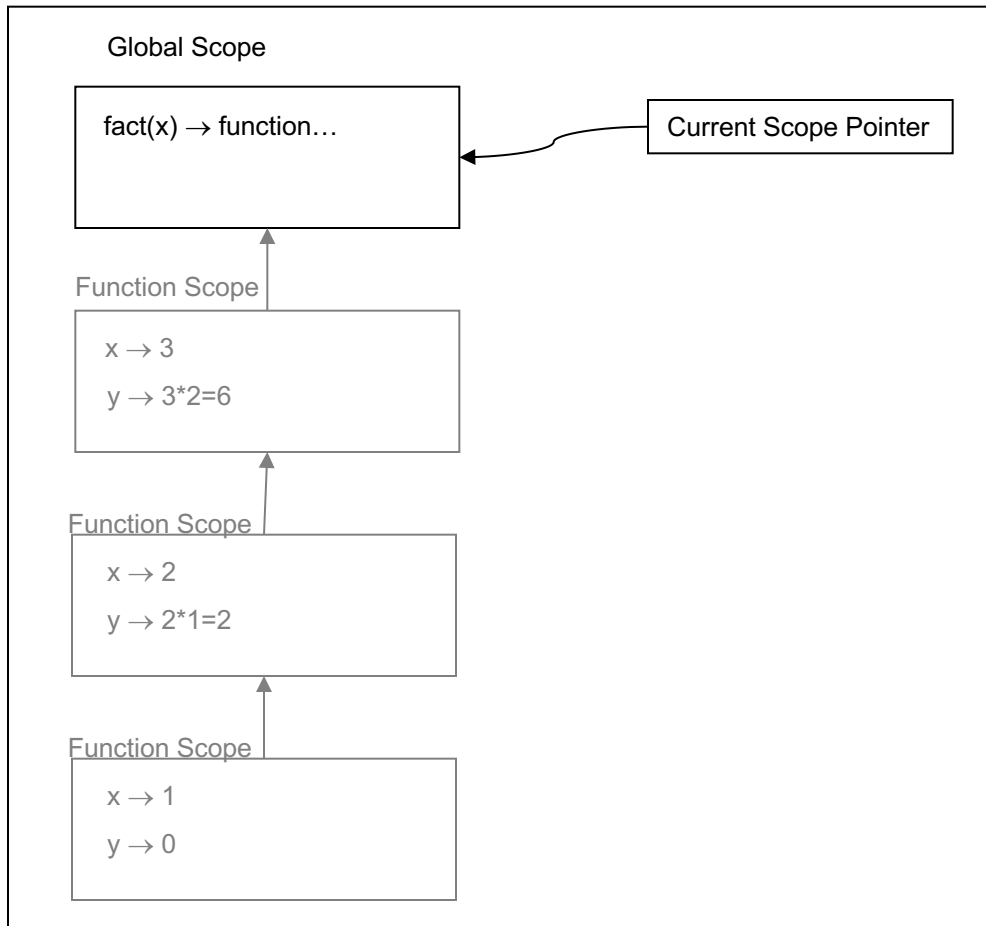 Global Scope
fact(x) → function…
Current Scope Pointer
Function Scope
x → 3
y → 3*2=6
Function Scope
x → 2
y → 2*1=2
Function Scope
x → 1
y → 0